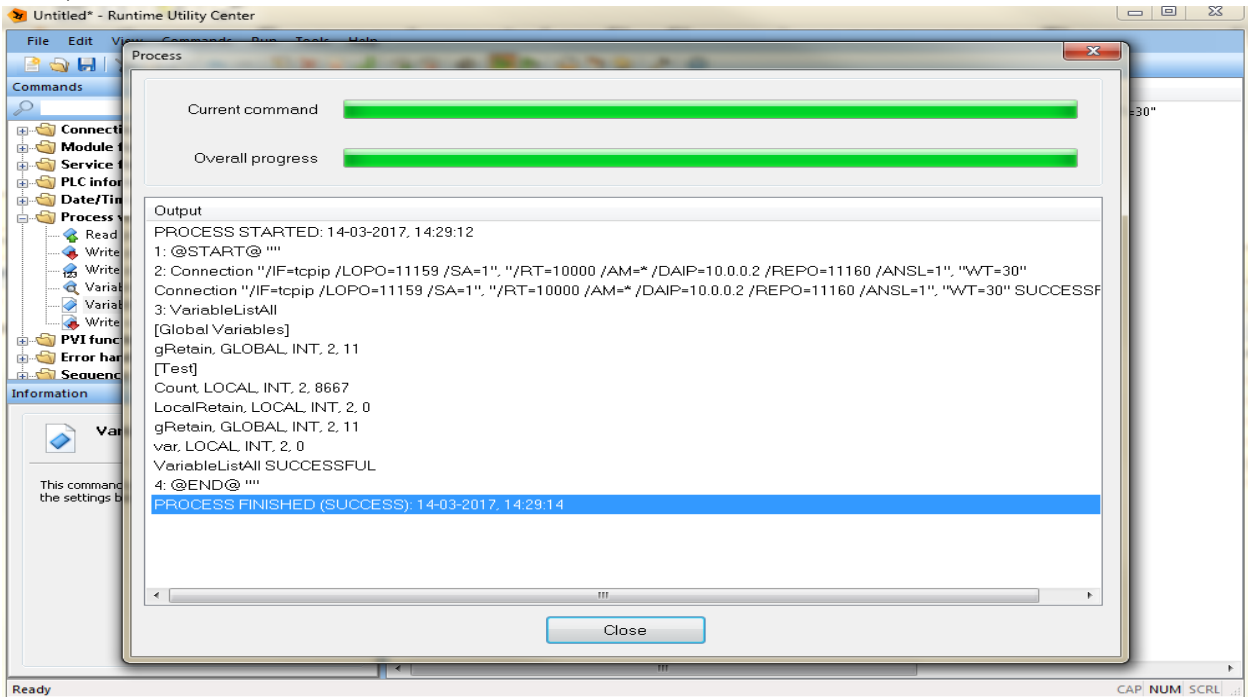 Untitled* - Runtime Utility Center
File Edit View Commands Run Tools Help
Process
Commands
Current command
=30"
Connecti
Module f
Overall progress
Service f
PLC infor
Date/Tim
Process v
Read
Write
Write
Variab
Variab
Write
PVI funct
Error han
Sequenc
Output
PROCESS STARTED: 14-03-2017, 14:29:12
1: @START@ ""
2: Connection "/IF=tcpip /LOPO=11159 /SA=1", "/RT=10000 /AM=* /DAIP=10.0.0.2 /REPO=11160 /ANSL=1", "WT=30"
Connection "/IF=tcpip /LOPO=11159 /SA=1", "/RT=10000 /AM=* /DAIP=10.0.0.2 /REPO=11160 /ANSL=1", "WT=30" SUCCESSF
3: VariableListAll
[Global Variables]
gRetain, GLOBAL, INT, 2, 11
[Test]
Count, LOCAL, INT, 2, 8667
LocalRetain, LOCAL, INT, 2, 0
gRetain, GLOBAL, INT, 2, 11
var, LOCAL, INT, 2, 0
VariableListAll SUCCESSFUL
4: @END@ ""
PROCESS FINISHED (SUCCESS): 14-03-2017, 14:29:14
Information
Var
This command
the settings b
Close
Ready
CAP NUM SCRL